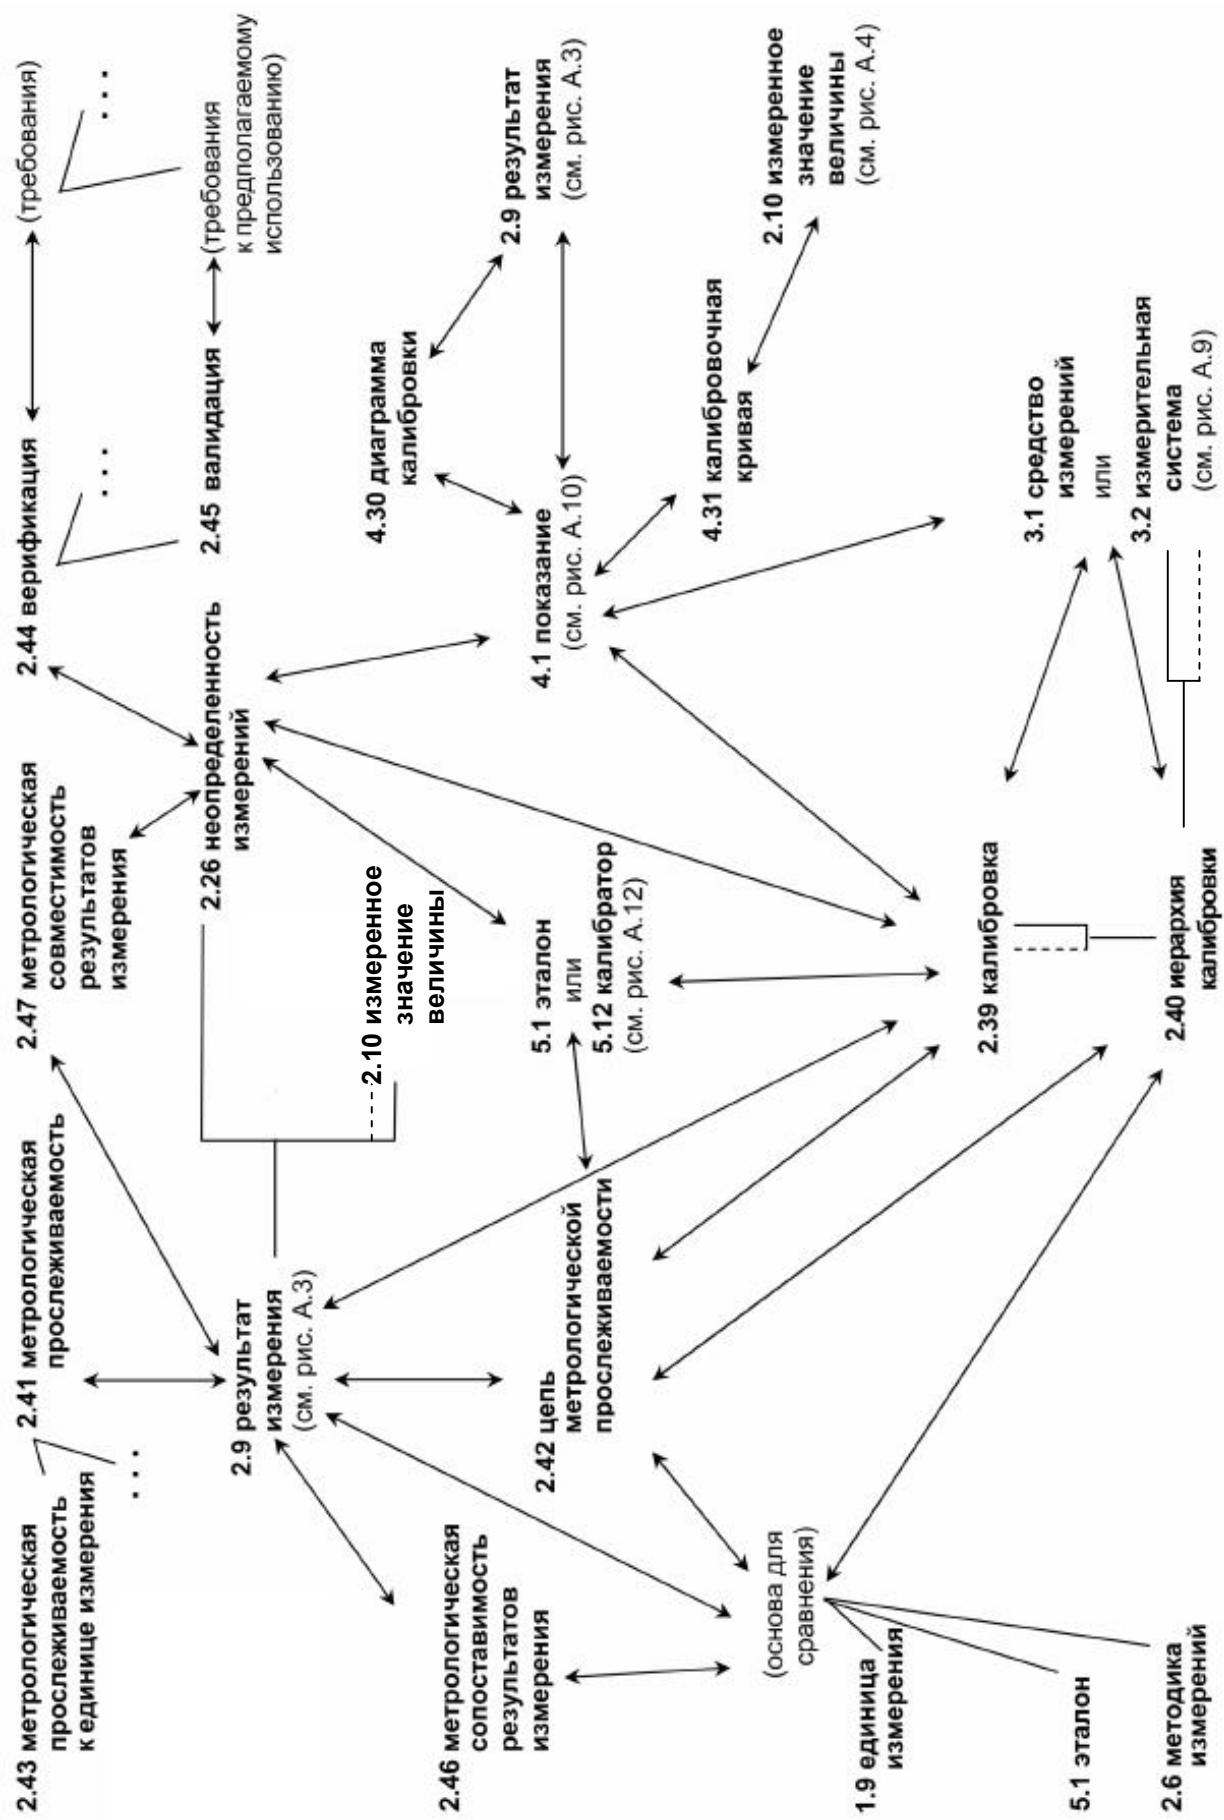 2.43 метрологическая
прослеживаемость
к единице измерения
...
2.41 метрологическая
прослеживаемость
2.47 метрологическая
совместимость
результатов
измерения
2.44 верификация
...
(требования)
...
2.45 валидация
(требования
к предполагаемому
использованию)
2.9 результат
измерения
(см. рис. А.3)
2.10 измеренное
значение
величины
2.26 неопределенность
измерений
4.30 диаграмма
калибровки
2.9 результат
измерения
(см. рис. А.3)
2.46 метрологическая
сопоставимость
результатов
измерения
2.42 цепь
метрологической
прослеживаемости
5.1 эталон
или
5.12 калибратор
(см. рис. А.12)
4.1 показание
(см. рис. А.10)
4.31 калибровочная
кривая
2.10 измеренное
значение
величины
(см. рис. А.4)
(основа для
сравнения)
1.9 единица
измерения
5.1 эталон
2.6 методика
измерений
2.39 калибровка
2.40 иерархия
калибровки
3.1 средство
измерений
или
3.2 измерительная
система
(см. рис. А.9)